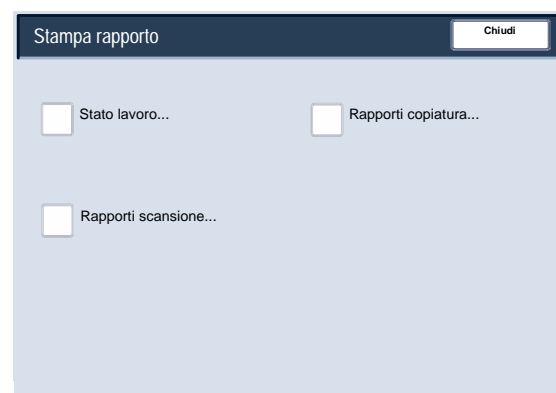 Stampa rapporto
Chiudi
Stato lavoro...
Rapporti copiatura...
Rapporti scansione...